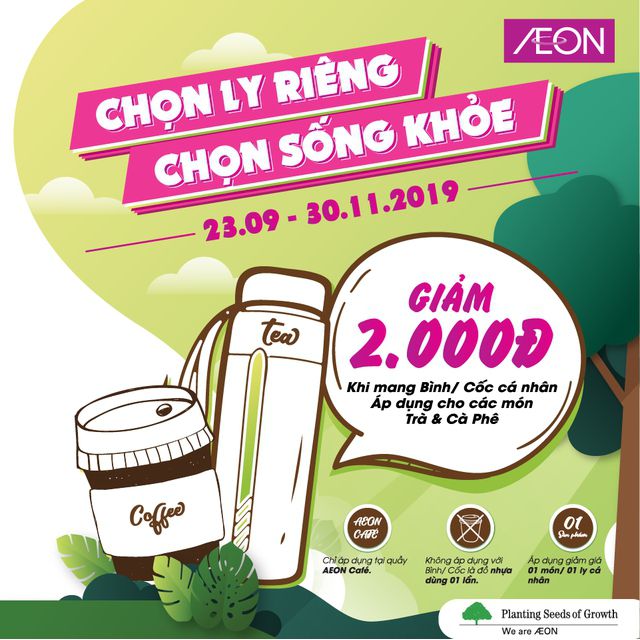 ÆON
CHỌN LY RIÊNG
CHỌN SỐNG KHỎE
23.09 - 30.11.2019
GIẢM
2.000Đ
Khi mang Bình/ Cốc cá nhân
Áp dụng cho các món
Trà & Cà Phê
tea
Coffee
AEON
CAFÉ
Chỉ áp dụng tại quầy
AEON Café.
Không áp dụng với
Bình/ Cốc là đồ nhựa
dùng 01 lần.
01
Sản phẩm
Áp dụng giảm giá
01 món/ 01 ly cá
nhân
Planting Seeds of Growth
We are ÆON